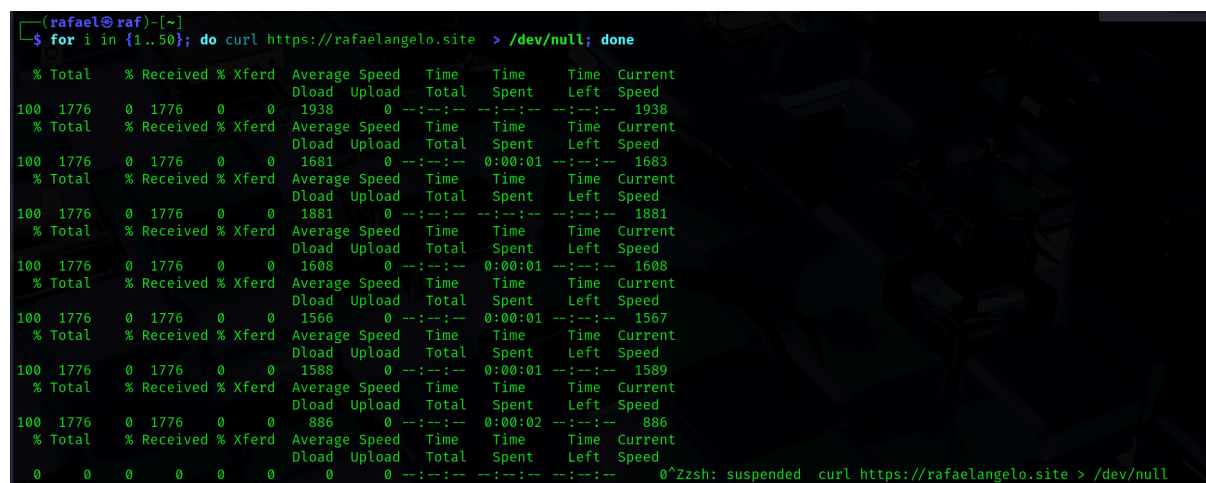 ┌──(rafael㉿raf)-[~]
└─$ for i in {1..50}; do curl https://rafaelangelo.site > /dev/null; done
% Total % Received % Xferd Average Speed Time Time Time Current
Dload Upload Total Spent Left Speed
100 1776 0 1776 0 0 1938 0 --:--:-- --:--:-- --:--:-- 1938
% Total % Received % Xferd Average Speed Time Time Time Current
Dload Upload Total Spent Left Speed
100 1776 0 1776 0 0 1681 0 --:--:-- 0:00:01 --:--:-- 1683
% Total % Received % Xferd Average Speed Time Time Time Current
Dload Upload Total Spent Left Speed
100 1776 0 1776 0 0 1881 0 --:--:-- --:--:-- --:--:-- 1881
% Total % Received % Xferd Average Speed Time Time Time Current
Dload Upload Total Spent Left Speed
100 1776 0 1776 0 0 1608 0 --:--:-- 0:00:01 --:--:-- 1608
% Total % Received % Xferd Average Speed Time Time Time Current
Dload Upload Total Spent Left Speed
100 1776 0 1776 0 0 1566 0 --:--:-- 0:00:01 --:--:-- 1567
% Total % Received % Xferd Average Speed Time Time Time Current
Dload Upload Total Spent Left Speed
100 1776 0 1776 0 0 1588 0 --:--:-- 0:00:01 --:--:-- 1589
% Total % Received % Xferd Average Speed Time Time Time Current
Dload Upload Total Spent Left Speed
100 1776 0 1776 0 0 886 0 --:--:-- 0:00:02 --:--:-- 886
% Total % Received % Xferd Average Speed Time Time Time Current
Dload Upload Total Spent Left Speed
0 0 0 0 0 0 0 0 --:--:-- --:--:-- --:--:-- 0^Zzsh: suspended curl https://rafaelangelo.site > /dev/null